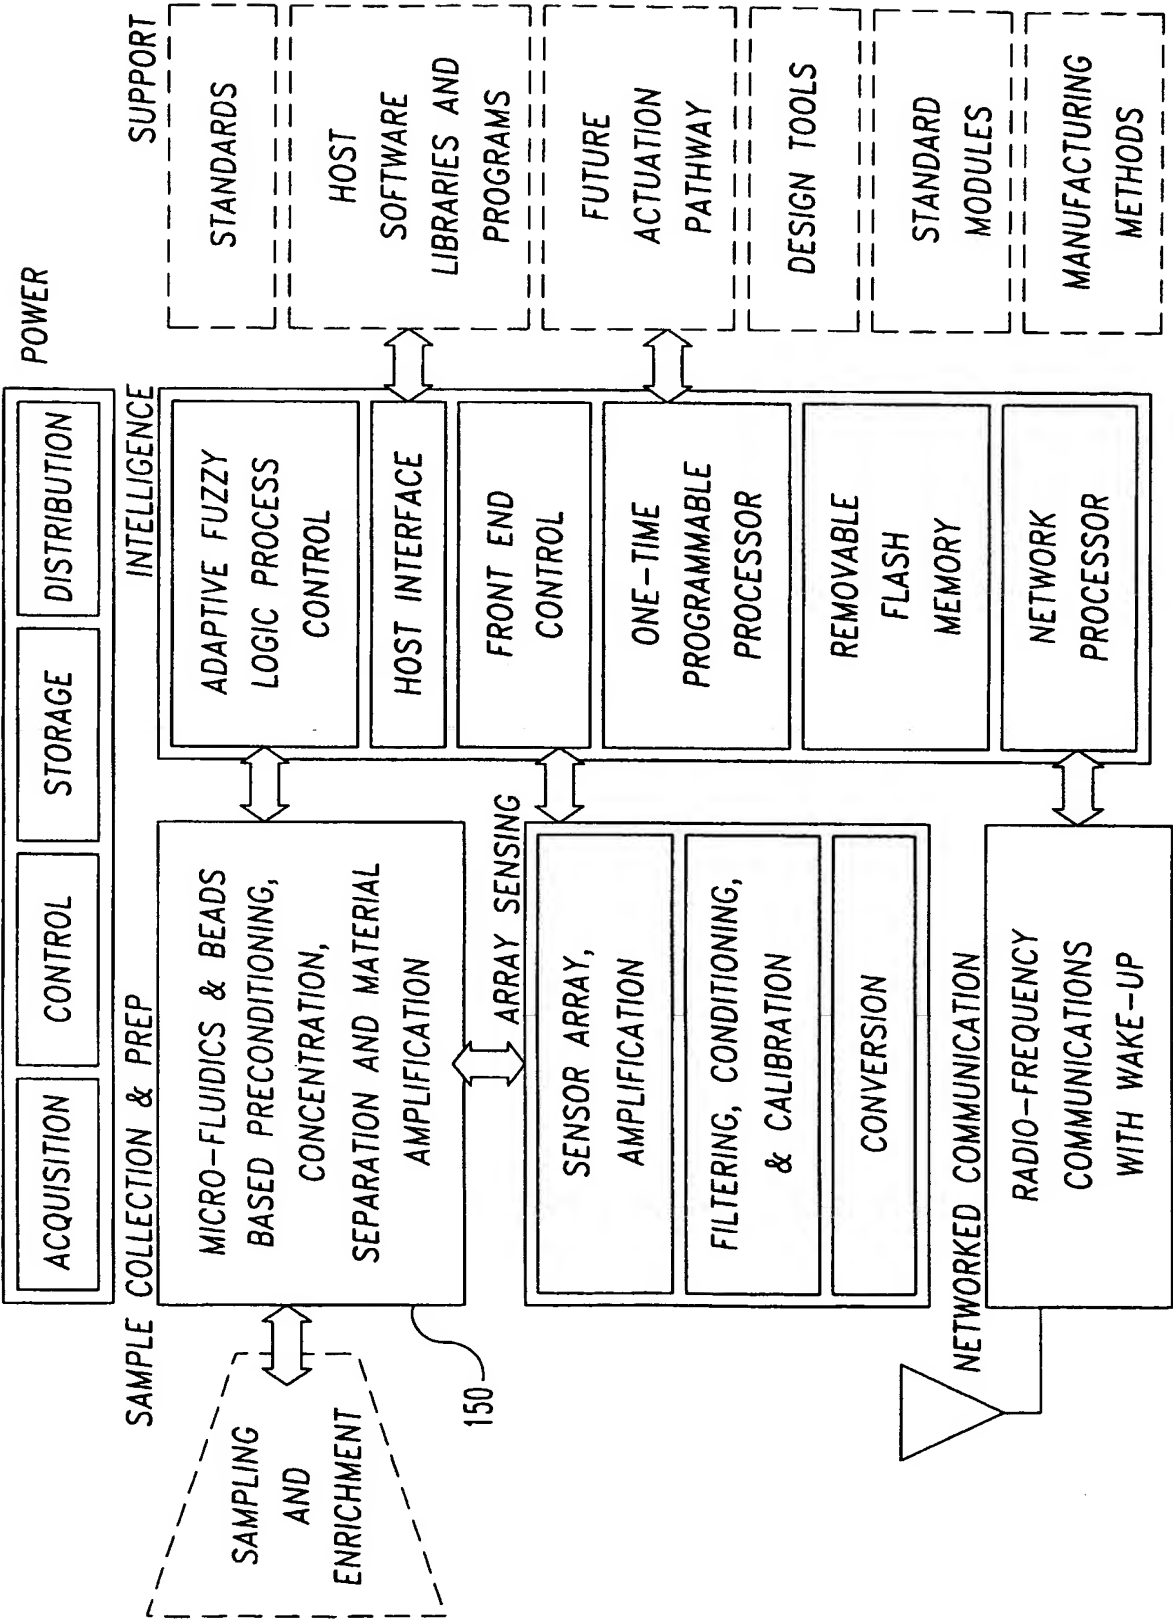 POWER
ACQUISITION
CONTROL
STORAGE
DISTRIBUTION
SAMPLE COLLECTION & PREP
SAMPLING
AND
ENRICHMENT
MICRO-FLUIDICS & BEADS
BASED PRECONDITIONING,
CONCENTRATION,
SEPARATION AND MATERIAL
AMPLIFICATION
150
ARRAY SENSING
SENSOR ARRAY,
AMPLIFICATION
FILTERING, CONDITIONING,
& CALIBRATION
CONVERSION
NETWORKED COMMUNICATION
RADIO-FREQUENCY
COMMUNICATIONS
WITH WAKE-UP
INTELLIGENCE
ADAPTIVE FUZZY
LOGIC PROCESS
CONTROL
HOST INTERFACE
FRONT END
CONTROL
ONE-TIME
PROGRAMMABLE
PROCESSOR
REMOVABLE
FLASH
MEMORY
NETWORK
PROCESSOR
SUPPORT
STANDARDS
HOST
SOFTWARE
LIBRARIES AND
PROGRAMS
FUTURE
ACTUATION
PATHWAY
DESIGN TOOLS
STANDARD
MODULES
MANUFACTURING
METHODS